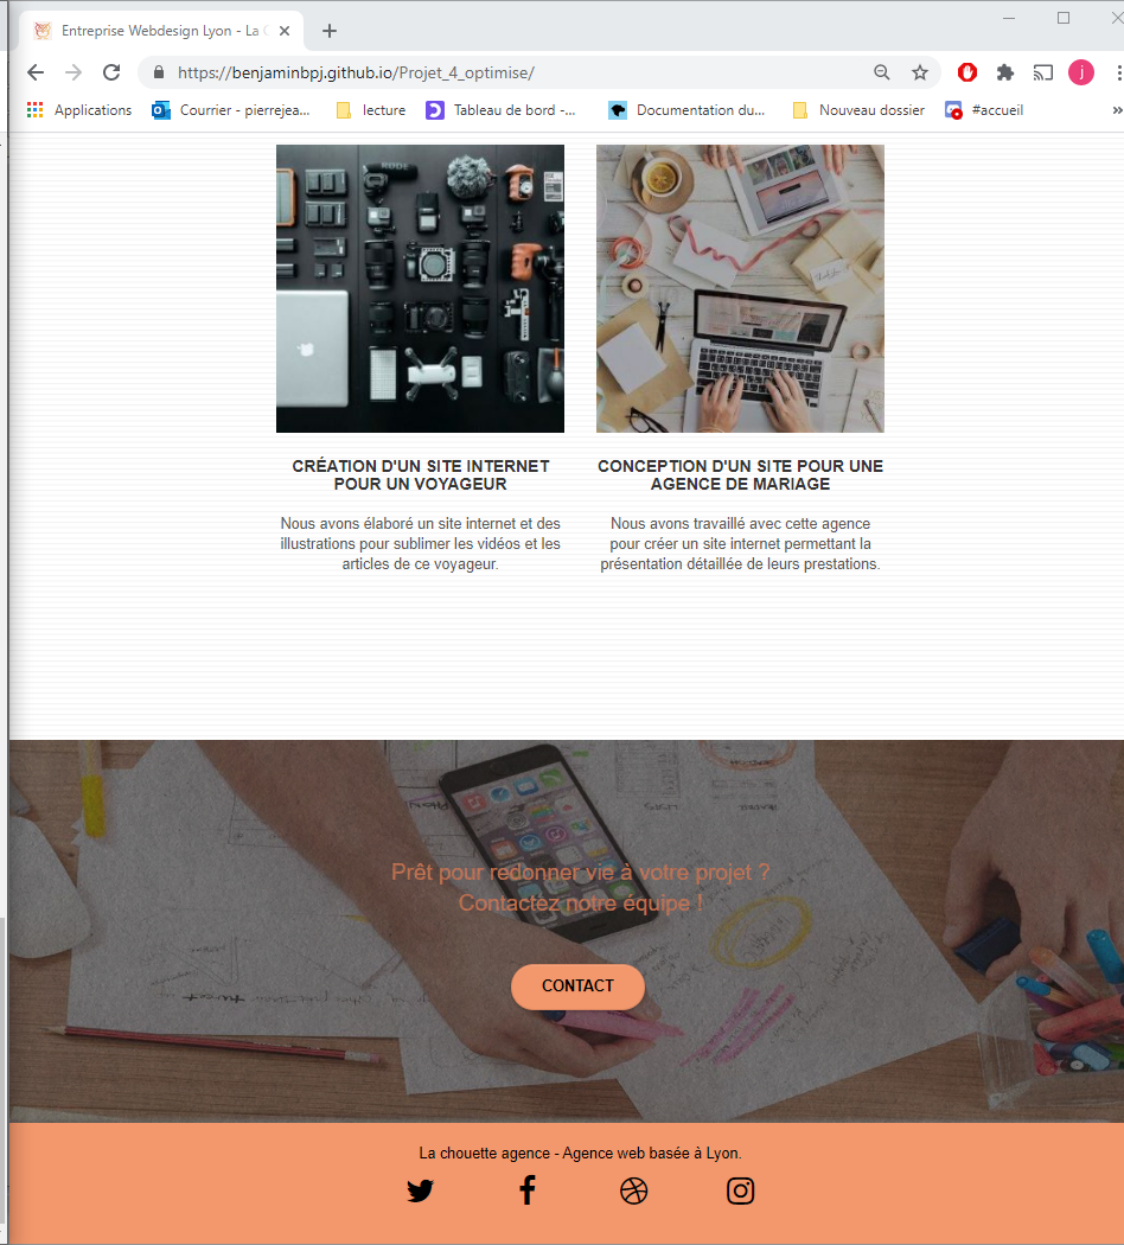 Entreprise Webdesign Lyon - La
https://benjaminbpj.github.io/Projet_4_optimise/
j
Applications
Courrier - pierrejea...
lecture
Tableau de bord -...
Documentation du...
Nouveau dossier
#accueil
»
RODE
CRÉATION D'UN SITE INTERNET
POUR UN VOYAGEUR
Nous avons élaboré un site internet et des
illustrations pour sublimer les vidéos et les
articles de ce voyageur.
CONCEPTION D'UN SITE POUR UNE
AGENCE DE MARIAGE
Nous avons travaillé avec cette agence
pour créer un site internet permettant la
présentation détaillée de leurs prestations.
Prêt pour redonner vie à votre projet ?
Contactez notre équipe !
CONTACT
La chouette agence - Agence web basée à Lyon.